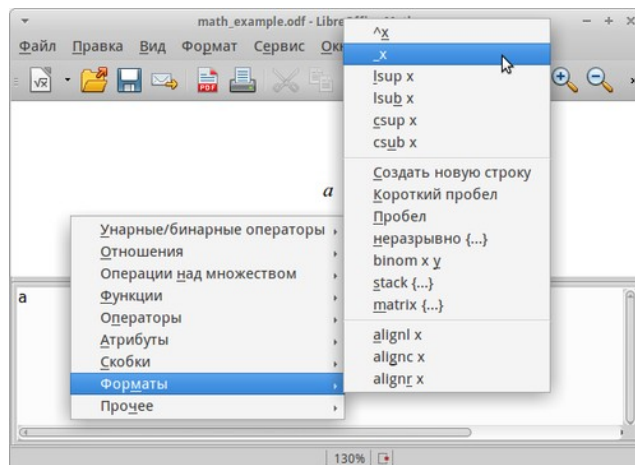 math_example.odf - Libre
Файл Правка Вид Формат Сервис Окн
PDF
a
a
Унарные/бинарные операторы
Отношения
Операции над множеством
Функции
Операторы
Атрибуты
Скобки
Форматы
Прочее
^x
_x
lsup x
lsub x
csup x
csub x
Создать новую строку
Короткий пробел
Пробел
неразрывно {...}
binom x y
stack {...}
matrix {...}
alignl x
alignc x
alignr x
130%